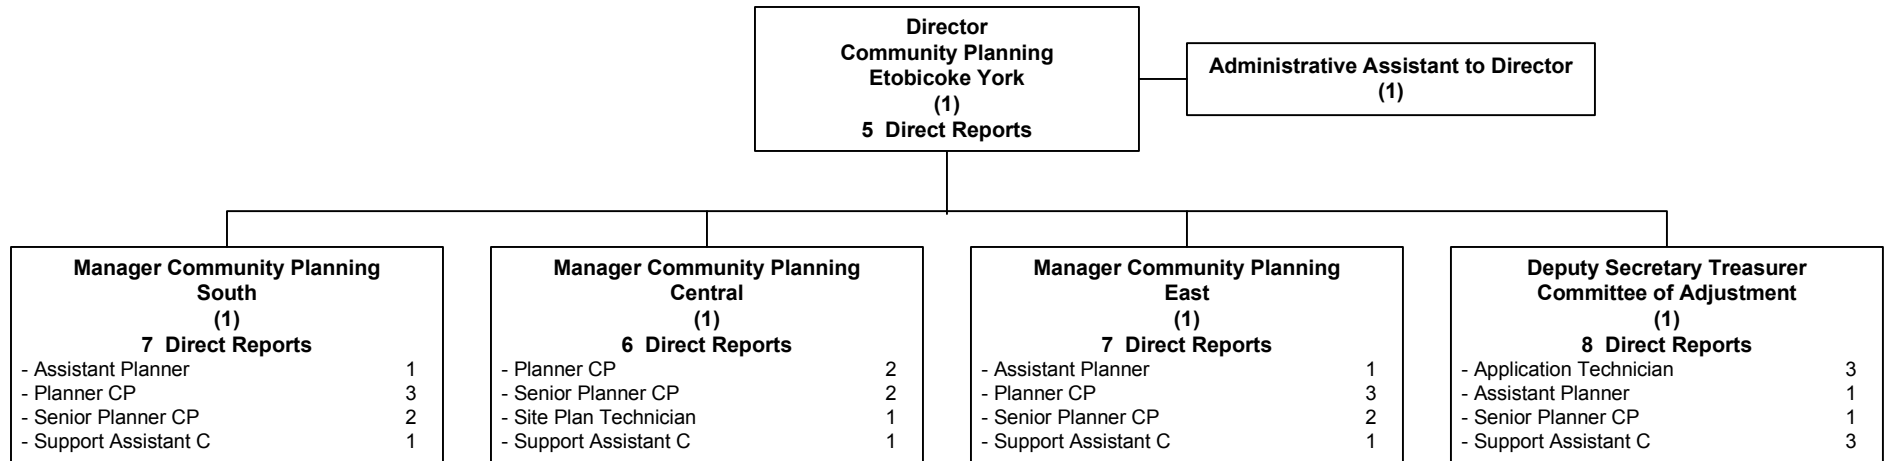 Director
Community Planning
Etobicoke York
(1)
5 Direct Reports
Administrative Assistant to Director
(1)
Manager Community Planning
South
(1)
7 Direct Reports
- Assistant Planner 1
- Planner CP 3
- Senior Planner CP 2
- Support Assistant C 1
Manager Community Planning
Central
(1)
6 Direct Reports
- Planner CP 2
- Senior Planner CP 2
- Site Plan Technician 1
- Support Assistant C 1
Manager Community Planning
East
(1)
7 Direct Reports
- Assistant Planner 1
- Planner CP 3
- Senior Planner CP 2
- Support Assistant C 1
Deputy Secretary Treasurer
Committee of Adjustment
(1)
8 Direct Reports
- Application Technician 3
- Assistant Planner 1
- Senior Planner CP 1
- Support Assistant C 3